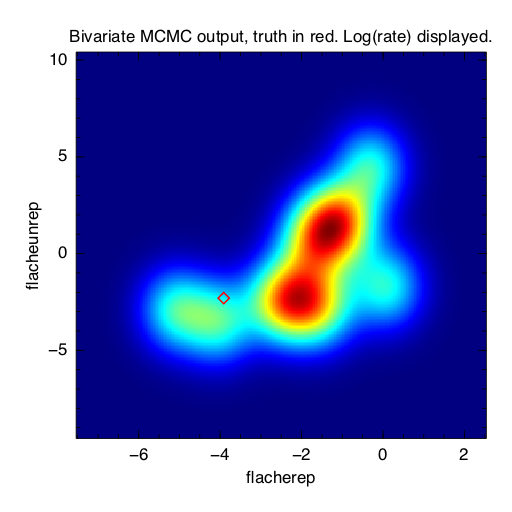 Bivariate MCMC output, truth in red. Log(rate) displayed.
10
5
0
−5
flacheunrep
−6 −4 −2 0 2
flacherep